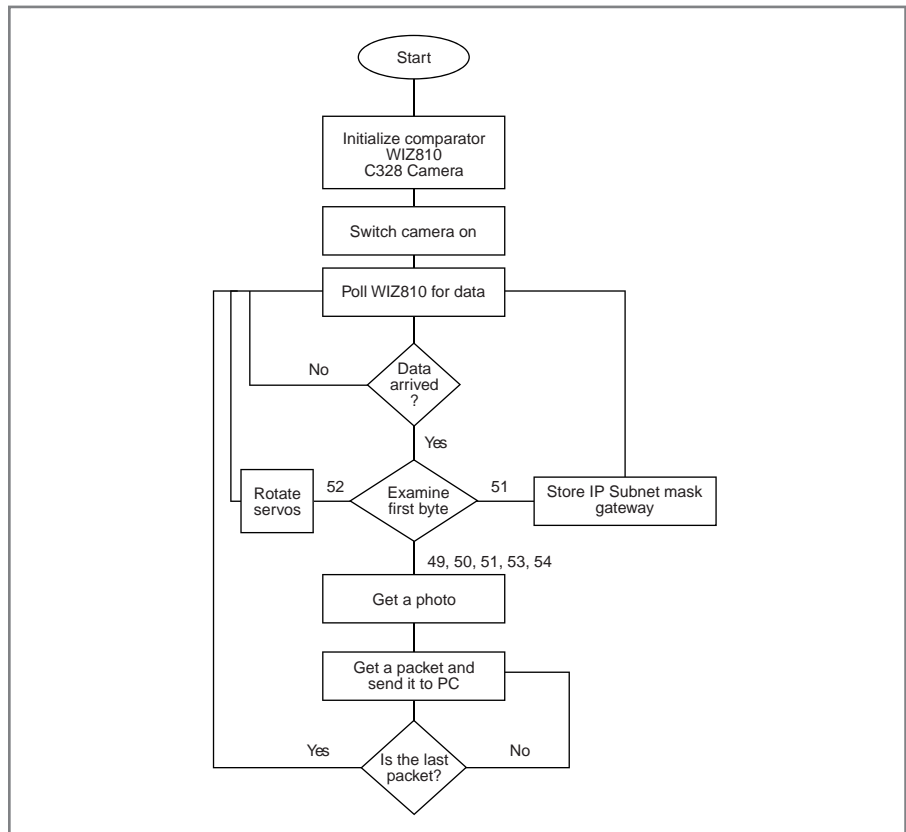 Start
Initialize comparator
WIZ810
C328 Camera
Switch camera on
Poll WIZ810 for data
No
Data
arrived
?
Yes
Rotate
servos
52
Examine
first byte
51
Store IP Subnet mask
gateway
49, 50, 51, 53, 54
Get a photo
Get a packet and
send it to PC
Yes
Is the last
packet?
No